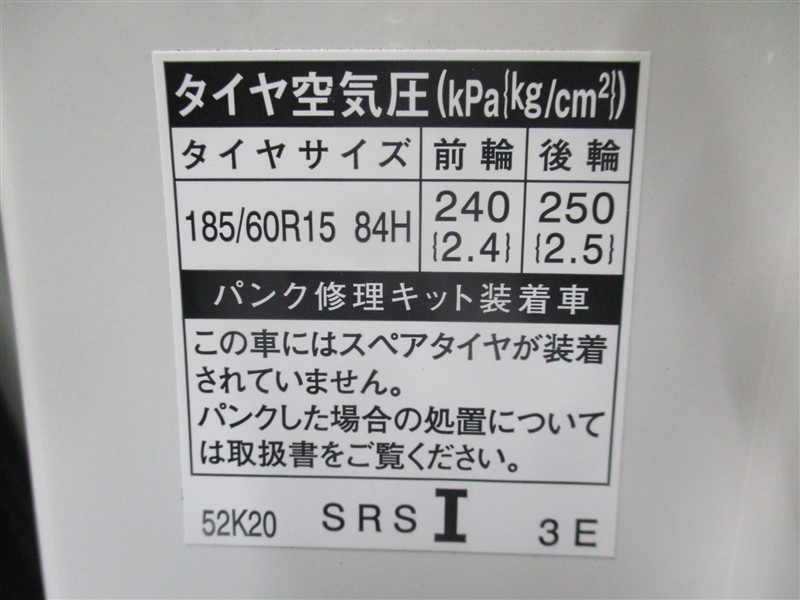 タイヤ空気圧(kPa{kg/cm²})
タイヤサイズ 前輪 後輪
185/60R15 84H 240 250
{2.4} {2.5}
パンク修理キット装着車
この車にはスペアタイヤが装着
されていません。
パンクした場合の処置について
は取扱書をご覧ください。
52K20 SRS I 3E